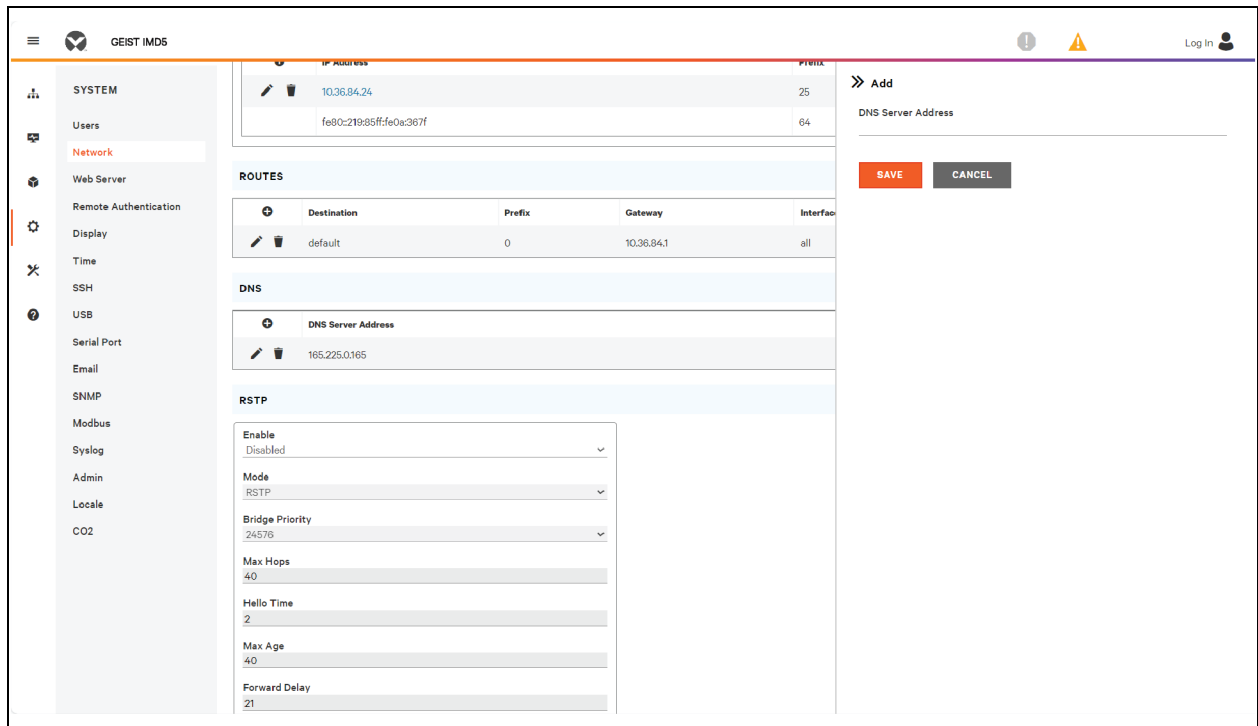 GEIST IMD5
Log In
SYSTEM
Users
Network
Web Server
Remote Authentication
Display
Time
SSH
USB
Serial Port
Email
SNMP
Modbus
Syslog
Admin
Locale
CO2
IP Address Prefix
10.36.84.24 25
fe80::219:85ff:fe0a:367f 64
ROUTES
Destination Prefix Gateway Interfac
default 0 10.36.84.1 all
DNS
DNS Server Address
165.225.0.165
RSTP
Enable
Disabled
Mode
RSTP
Bridge Priority
24576
Max Hops
40
Hello Time
2
Max Age
40
Forward Delay
21
Add
DNS Server Address
SAVE CANCEL